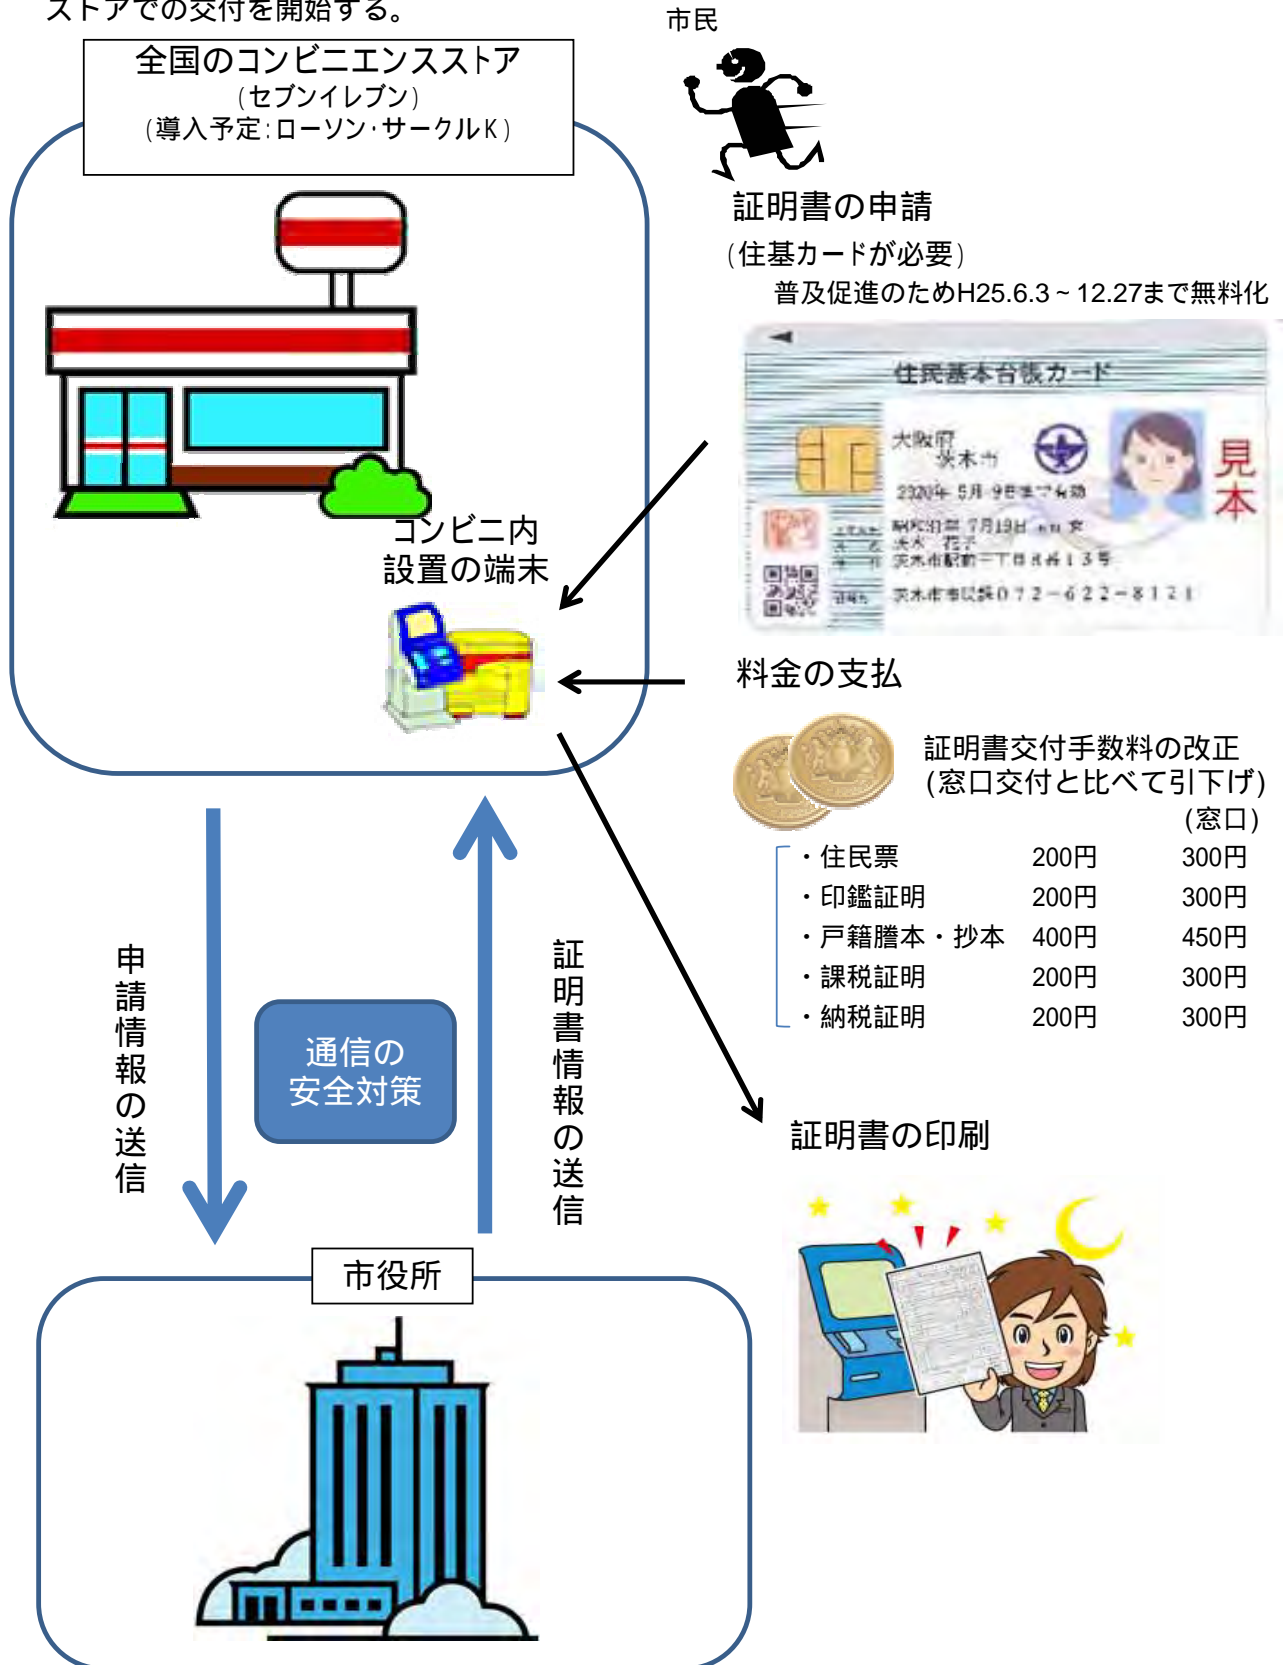 ストアでの交付を開始する。
市民
全国のコンビニエンスストア
(セブンイレブン)
(導入予定:ローソン・サークルK)
証明書の申請
(住基カードが必要)
普及促進のためH25.6.3~12.27まで無料化
住民基本台帳カード
大阪府
茨木市
見本
茨木市市民課072-622-8121
コンビニ内
設置の端末
料金の支払
証明書交付手数料の改正
(窓口交付と比べて引下げ)
(窓口)
・住民票 200円 300円
・印鑑証明 200円 300円
・戸籍謄本・抄本 400円 450円
・課税証明 200円 300円
・納税証明 200円 300円
申請情報の送信
通信の
安全対策
証明書情報の送信
証明書の印刷
市役所